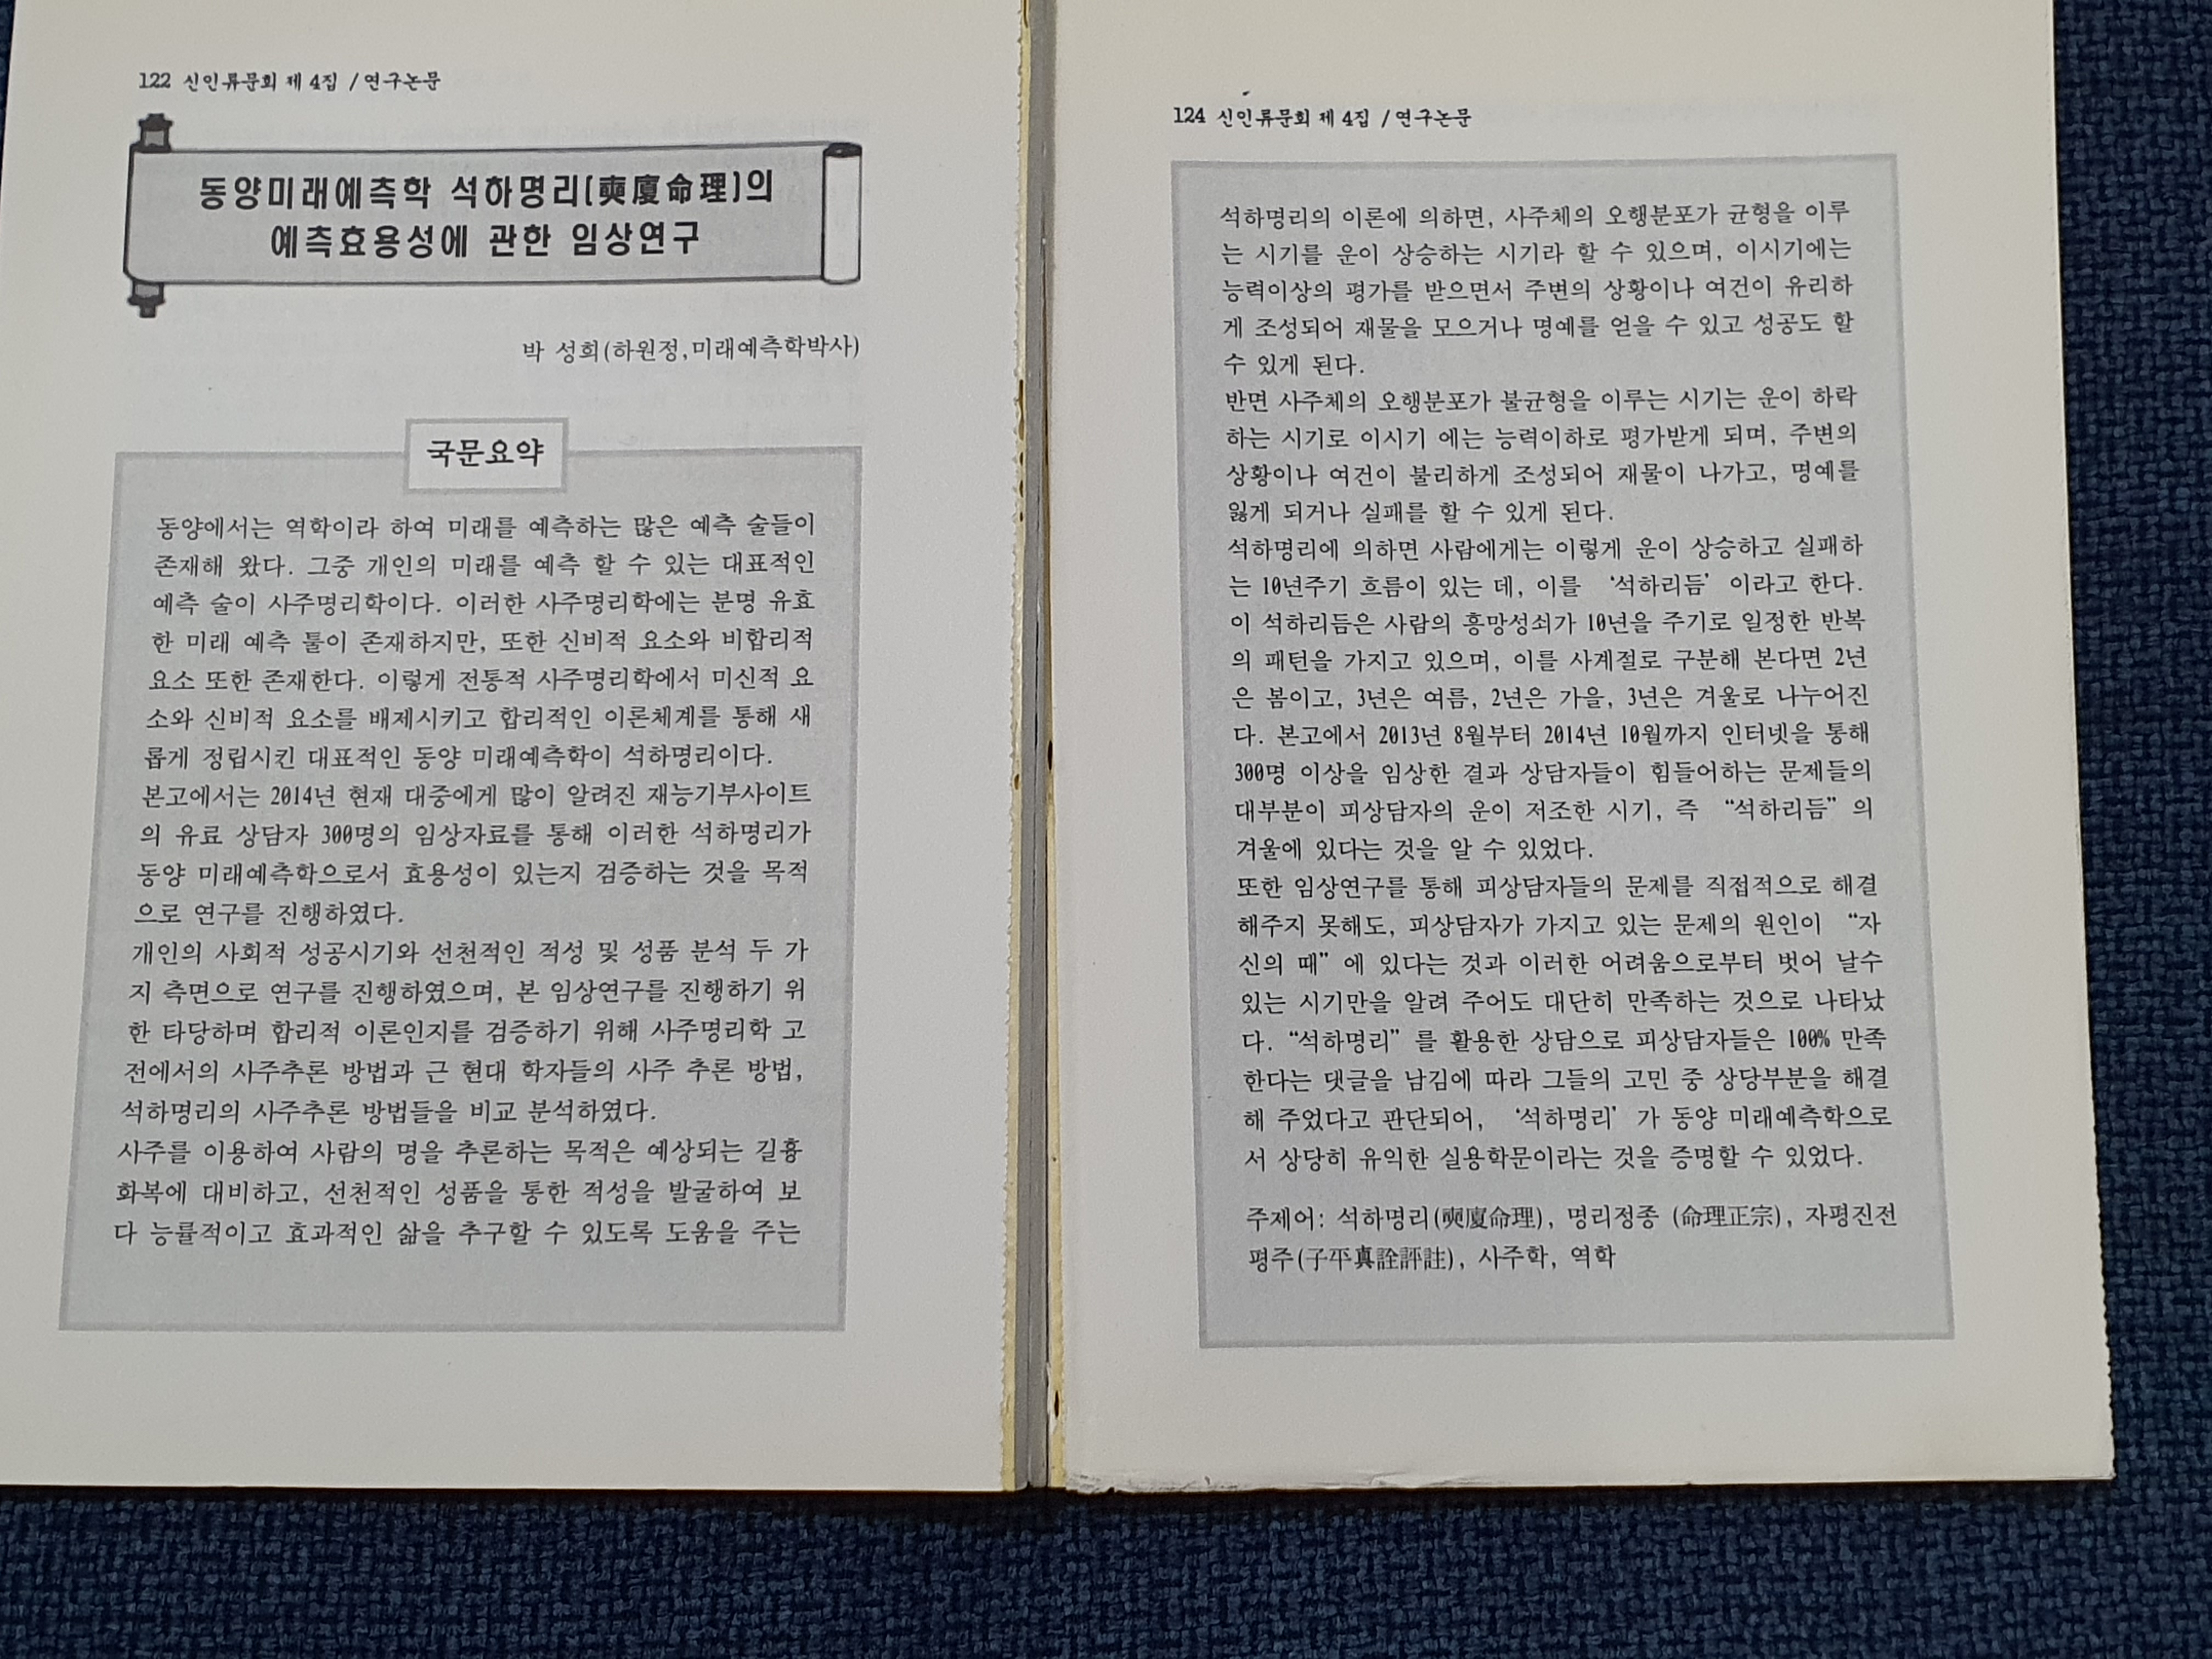 122 신인류문회 제 4집 / 연구논문
동양미래예측학 석하명리(奭廈命理)의
예측효용성에 관한 임상연구
박 성희(하원정,미래예측학박사)
국문요약
동양에서는 역학이라 하여 미래를 예측하는 많은 예측 술들이
존재해 왔다. 그중 개인의 미래를 예측 할 수 있는 대표적인
예측 술이 사주명리학이다. 이러한 사주명리학에는 분명 유효
한 미래 예측 툴이 존재하지만, 또한 신비적 요소와 비합리적
요소 또한 존재한다. 이렇게 전통적 사주명리학에서 미신적 요
소와 신비적 요소를 배제시키고 합리적인 이론체계를 통해 새
롭게 정립시킨 대표적인 동양 미래예측학이 석하명리이다.
본고에서는 2014년 현재 대중에게 많이 알려진 재능기부사이트
의 유료 상담자 300명의 임상자료를 통해 이러한 석하명리가
동양 미래예측학으로서 효용성이 있는지 검증하는 것을 목적
으로 연구를 진행하였다.
개인의 사회적 성공시기와 선천적인 적성 및 성품 분석 두 가
지 측면으로 연구를 진행하였으며, 본 임상연구를 진행하기 위
한 타당하며 합리적 이론인지를 검증하기 위해 사주명리학 고
전에서의 사주추론 방법과 근 현대 학자들의 사주 추론 방법,
석하명리의 사주추론 방법들을 비교 분석하였다.
사주를 이용하여 사람의 명을 추론하는 목적은 예상되는 길흉
화복에 대비하고, 선천적인 성품을 통한 적성을 발굴하여 보
다 능률적이고 효과적인 삶을 추구할 수 있도록 도움을 주는
124 신인류문회 제 4집 / 연구논문
석하명리의 이론에 의하면, 사주체의 오행분포가 균형을 이루
는 시기를 운이 상승하는 시기라 할 수 있으며, 이시기에는
능력이상의 평가를 받으면서 주변의 상황이나 여건이 유리하
게 조성되어 재물을 모으거나 명예를 얻을 수 있고 성공도 할
수 있게 된다.
반면 사주체의 오행분포가 불균형을 이루는 시기는 운이 하락
하는 시기로 이시기 에는 능력이하로 평가받게 되며, 주변의
상황이나 여건이 불리하게 조성되어 재물이 나가고, 명예를
잃게 되거나 실패를 할 수 있게 된다.
석하명리에 의하면 사람에게는 이렇게 운이 상승하고 실패하
는 10년주기 흐름이 있는 데, 이를 ‘석하리듬’ 이라고 한다.
이 석하리듬은 사람의 흥망성쇠가 10년을 주기로 일정한 반복
의 패턴을 가지고 있으며, 이를 사계절로 구분해 본다면 2년
은 봄이고, 3년은 여름, 2년은 가을, 3년은 겨울로 나누어진
다. 본고에서 2013년 8월부터 2014년 10월까지 인터넷을 통해
300명 이상을 임상한 결과 상담자들이 힘들어하는 문제들의
대부분이 피상담자의 운이 저조한 시기, 즉 “석하리듬” 의
겨울에 있다는 것을 알 수 있었다.
또한 임상연구를 통해 피상담자들의 문제를 직접적으로 해결
해주지 못해도, 피상담자가 가지고 있는 문제의 원인이 “자
신의 때” 에 있다는 것과 이러한 어려움으로부터 벗어 날수
있는 시기만을 알려 주어도 대단히 만족하는 것으로 나타났
다. “석하명리” 를 활용한 상담으로 피상담자들은 100% 만족
한다는 댓글을 남김에 따라 그들의 고민 중 상당부분을 해결
해 주었다고 판단되어, ‘석하명리’ 가 동양 미래예측학으로
서 상당히 유익한 실용학문이라는 것을 증명할 수 있었다.
주제어: 석하명리(奭廈命理), 명리정종 (命理正宗), 자평진전
평주(子平真詮評註), 사주학, 역학